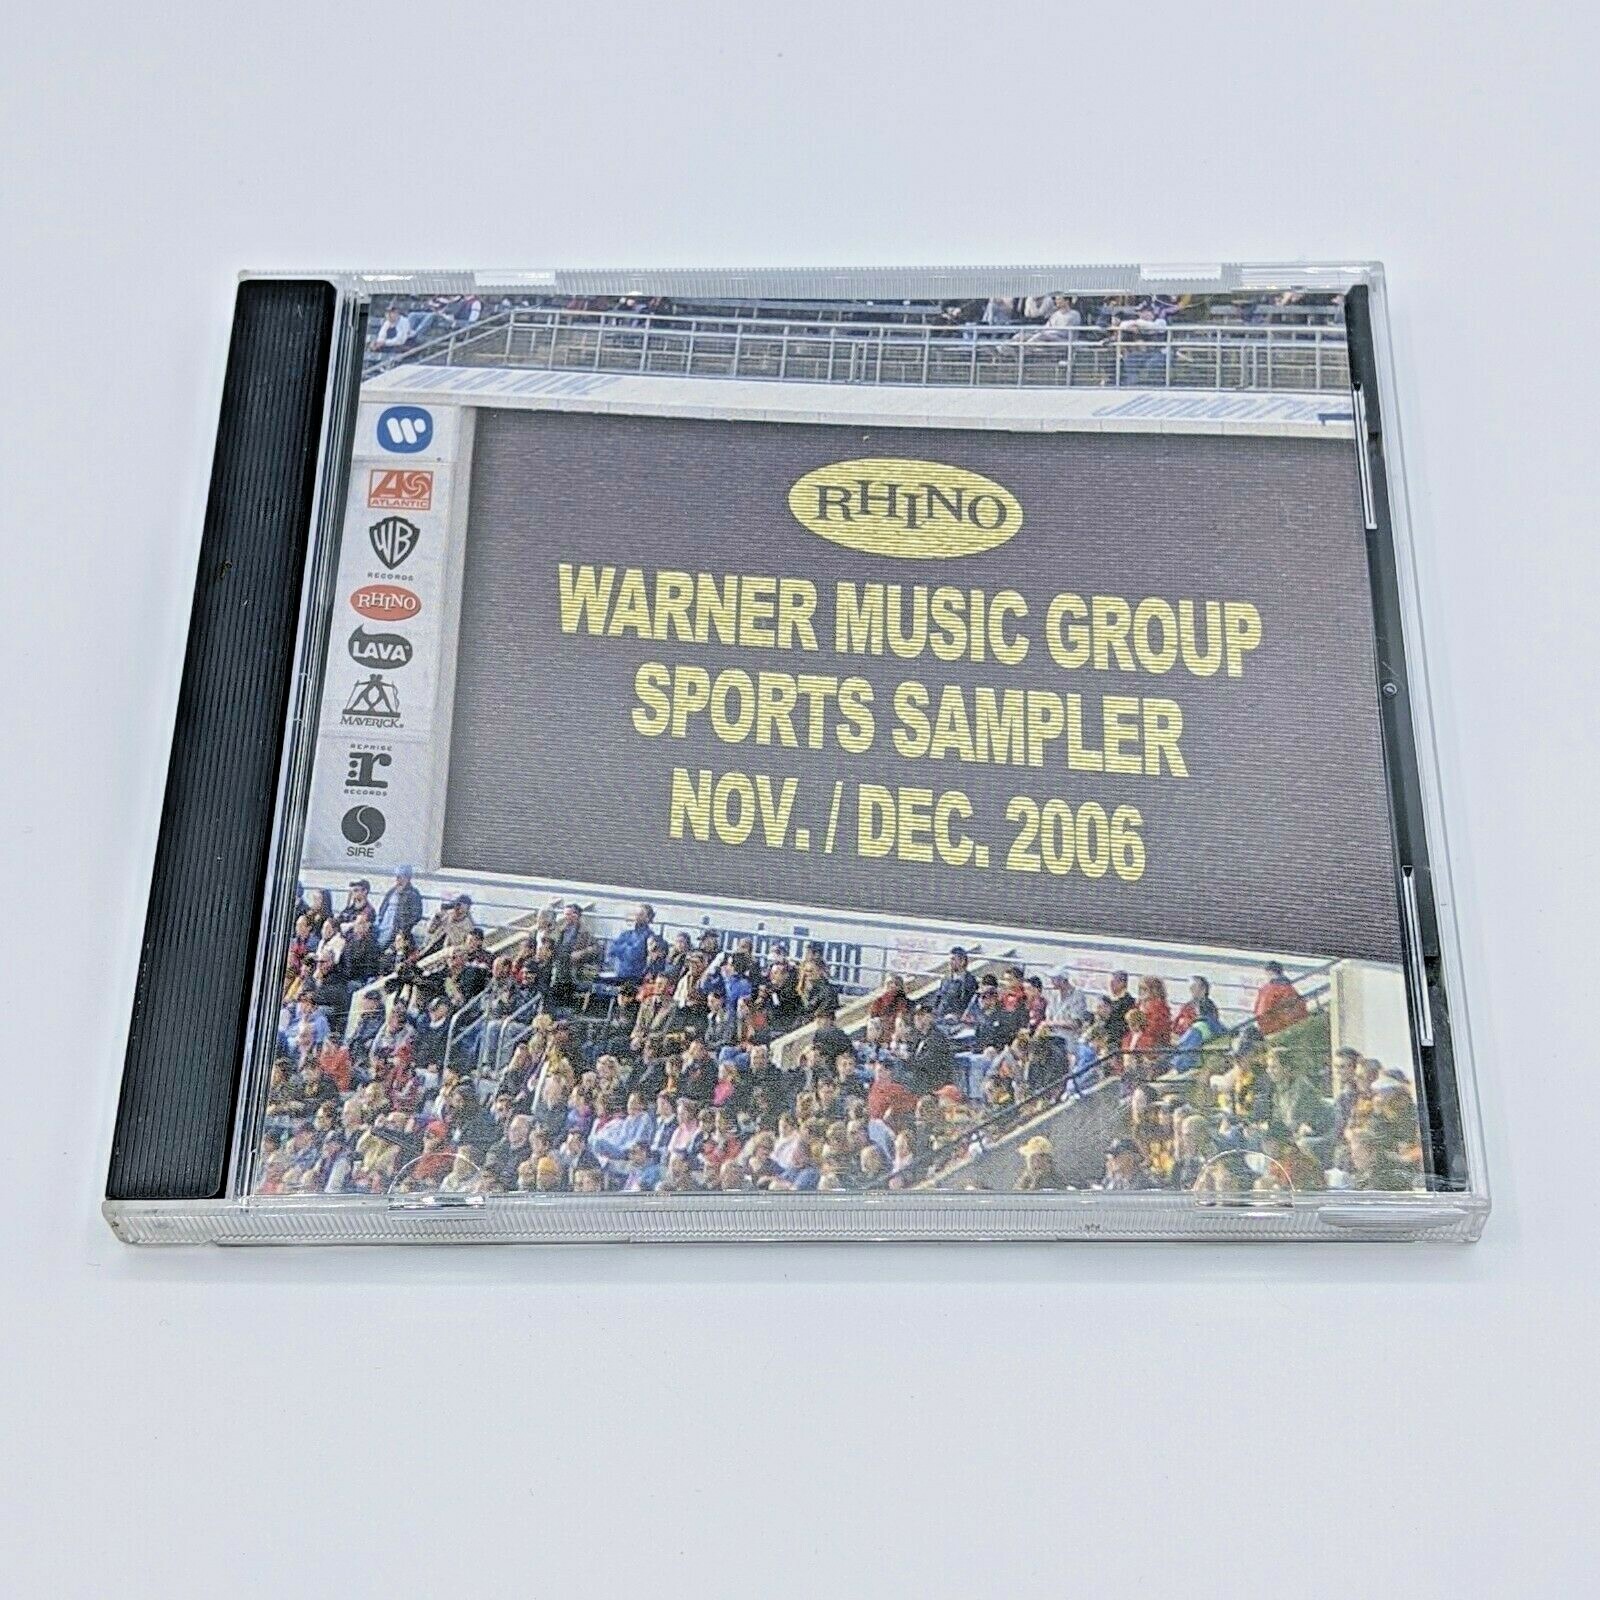 W
ATLANTIC
WB
RECORDS
RHINO
LAVA
MAVERICK
REPRISE
r
RECORDS
S
SIRE
RHINO
WARNER MUSIC GROUP
SPORTS SAMPLER
NOV. / DEC. 2006